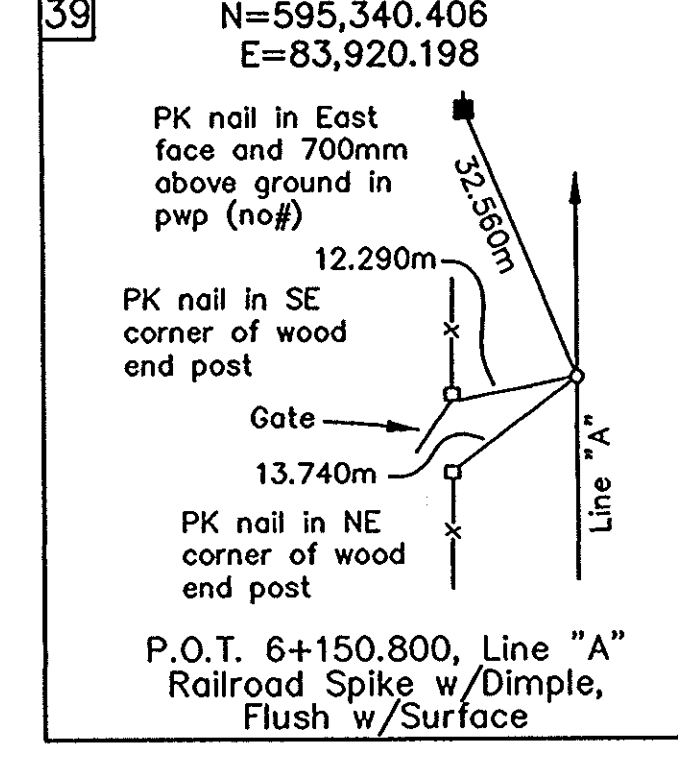 39
N=595,340.406
E=83,920.198
PK nail in East
face and 700mm
above ground in
pwp (no#)
32.560m
12.290m
PK nail in SE
corner of wood
end post
Gate
13.740m
Line "A"
PK nail in NE
corner of wood
end post
P.O.T. 6+150.800, Line "A"
Railroad Spike w/Dimple,
Flush w/Surface